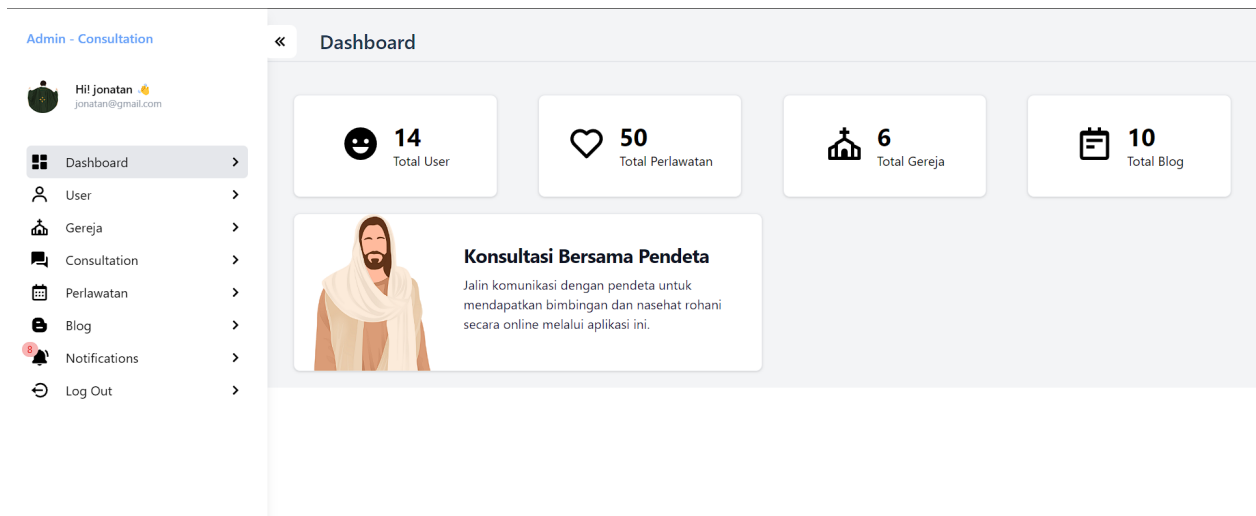 Admin - Consultation
Hi! jonatan 👋
jonatan@gmail.com
Dashboard
User
Gereja
Consultation
Perlawatan
Blog
8
Notifications
Log Out
Dashboard
14
Total User
50
Total Perlawatan
6
Total Gereja
10
Total Blog
Konsultasi Bersama Pendeta
Jalin komunikasi dengan pendeta untuk
mendapatkan bimbingan dan nasehat rohani
secara online melalui aplikasi ini.